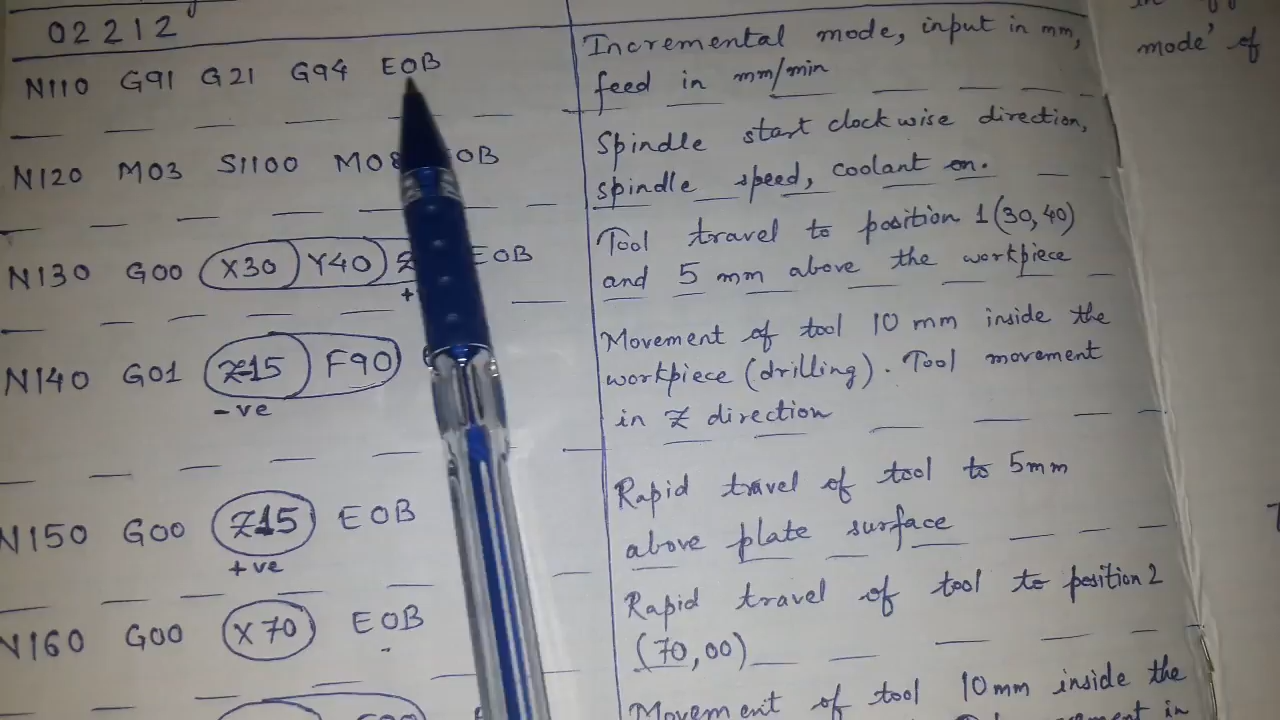 02212
N110 G91 G21 G94 EOB
Incremental mode, input in mm,
feed in mm/min
N120 M03 S1100 M08 EOB
Spindle start clockwise direction,
spindle speed, coolant on.
N130 G00 X30 Y40 Z EOB
+
Tool travel to position 1(30,40)
and 5 mm above the workpiece
N140 G01 Z15 F90
-ve
Movement of tool 10 mm inside the
workpiece (drilling). Tool movement
in Z direction
N150 G00 Z15 EOB
+ve
Rapid travel of tool to 5mm
above plate surface
N160 G00 X70 EOB
Rapid travel of tool to position 2
(70,00)
Movement of tool 10mm inside the
in
mode' of